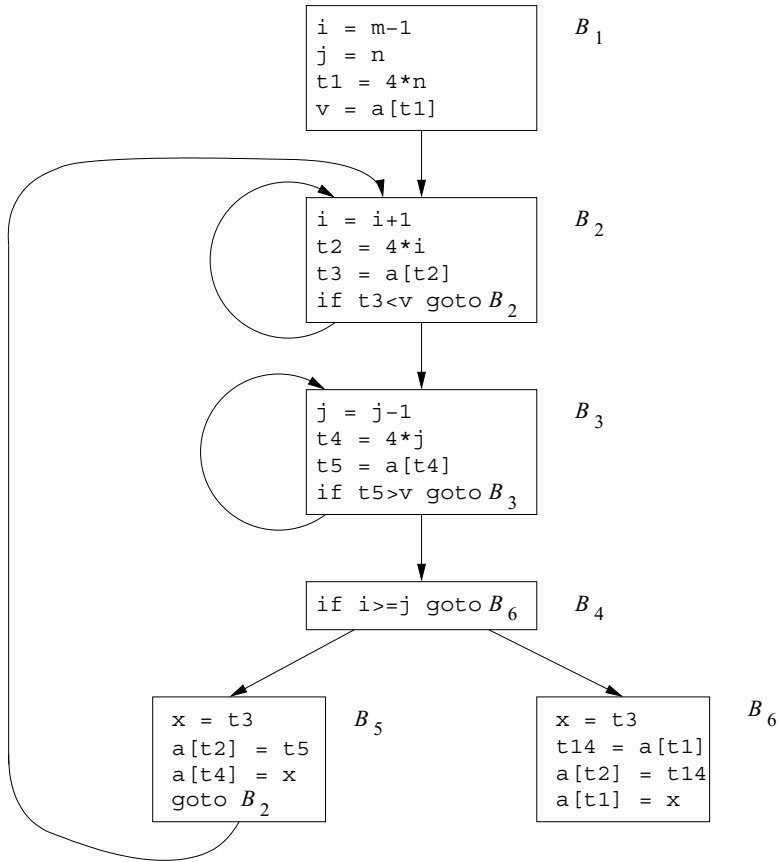 i = m-1
j = n
t1 = 4*n
v = a[t1]
B1
i = i+1
t2 = 4*i
t3 = a[t2]
if t3<v goto B2
B2
j = j-1
t4 = 4*j
t5 = a[t4]
if t5>v goto B3
B3
if i>=j goto B6
B4
x = t3
a[t2] = t5
a[t4] = x
goto B2
B5
x = t3
t14 = a[t1]
a[t2] = t14
a[t1] = x
B6